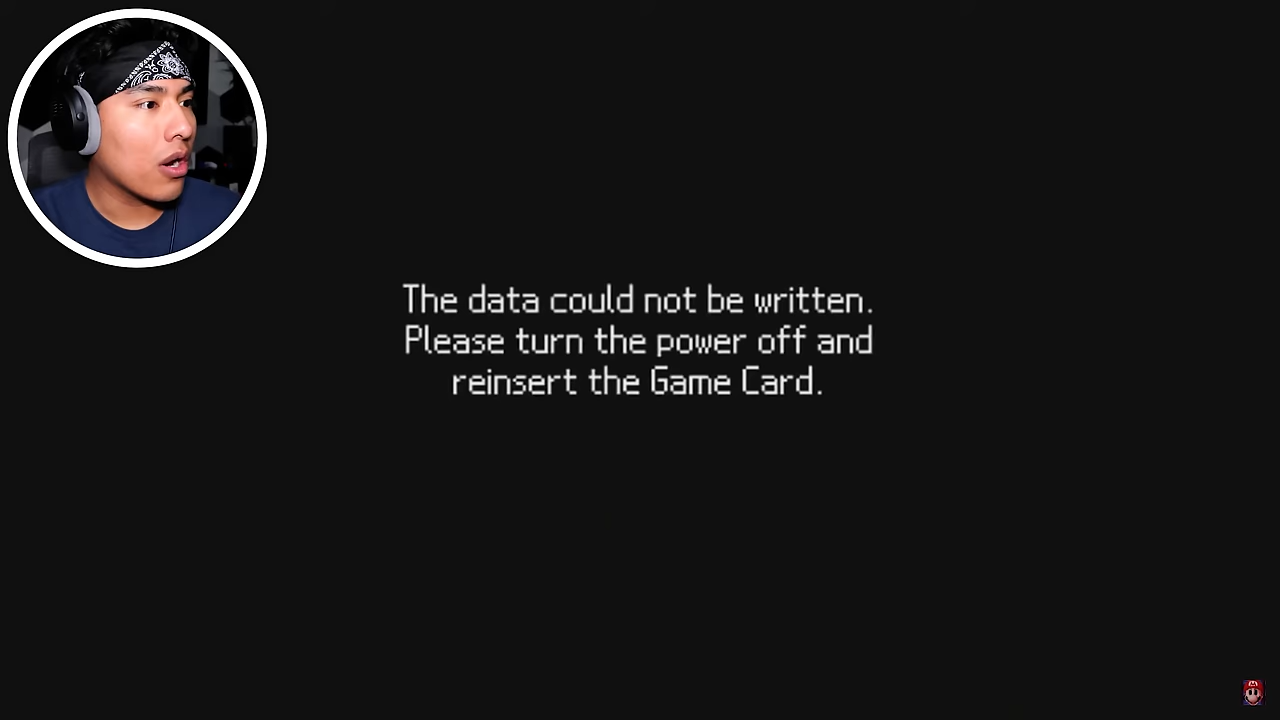 The data could not be written.
Please turn the power off and
reinsert the Game Card.